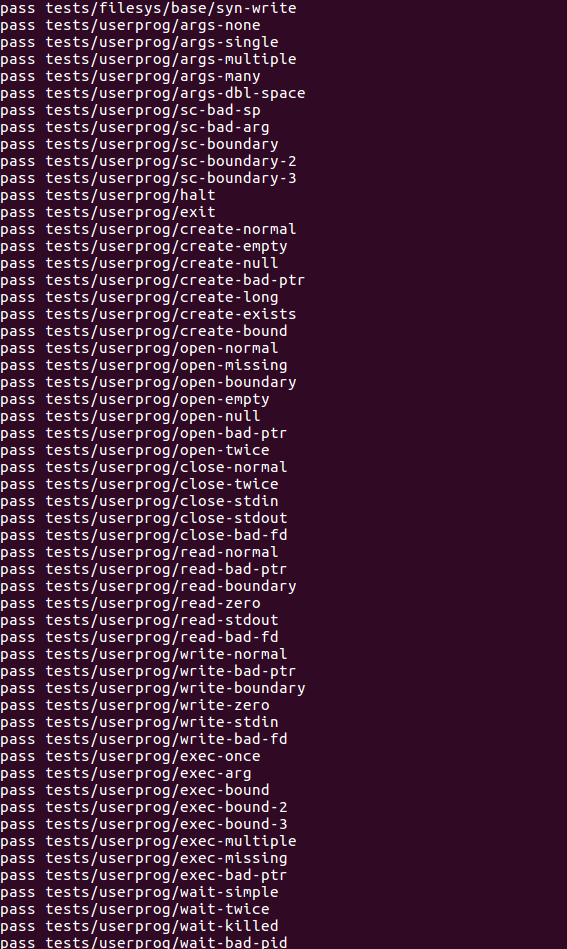 pass tests/filesys/base/syn-write
pass tests/userprog/args-none
pass tests/userprog/args-single
pass tests/userprog/args-multiple
pass tests/userprog/args-many
pass tests/userprog/args-dbl-space
pass tests/userprog/sc-bad-sp
pass tests/userprog/sc-bad-arg
pass tests/userprog/sc-boundary
pass tests/userprog/sc-boundary-2
pass tests/userprog/sc-boundary-3
pass tests/userprog/halt
pass tests/userprog/exit
pass tests/userprog/create-normal
pass tests/userprog/create-empty
pass tests/userprog/create-null
pass tests/userprog/create-bad-ptr
pass tests/userprog/create-long
pass tests/userprog/create-exists
pass tests/userprog/create-bound
pass tests/userprog/open-normal
pass tests/userprog/open-missing
pass tests/userprog/open-boundary
pass tests/userprog/open-empty
pass tests/userprog/open-null
pass tests/userprog/open-bad-ptr
pass tests/userprog/open-twice
pass tests/userprog/close-normal
pass tests/userprog/close-twice
pass tests/userprog/close-stdin
pass tests/userprog/close-stdout
pass tests/userprog/close-bad-fd
pass tests/userprog/read-normal
pass tests/userprog/read-bad-ptr
pass tests/userprog/read-boundary
pass tests/userprog/read-zero
pass tests/userprog/read-stdout
pass tests/userprog/read-bad-fd
pass tests/userprog/write-normal
pass tests/userprog/write-bad-ptr
pass tests/userprog/write-boundary
pass tests/userprog/write-zero
pass tests/userprog/write-stdin
pass tests/userprog/write-bad-fd
pass tests/userprog/exec-once
pass tests/userprog/exec-arg
pass tests/userprog/exec-bound
pass tests/userprog/exec-bound-2
pass tests/userprog/exec-bound-3
pass tests/userprog/exec-multiple
pass tests/userprog/exec-missing
pass tests/userprog/exec-bad-ptr
pass tests/userprog/wait-simple
pass tests/userprog/wait-twice
pass tests/userprog/wait-killed
pass tests/userprog/wait-bad-pid